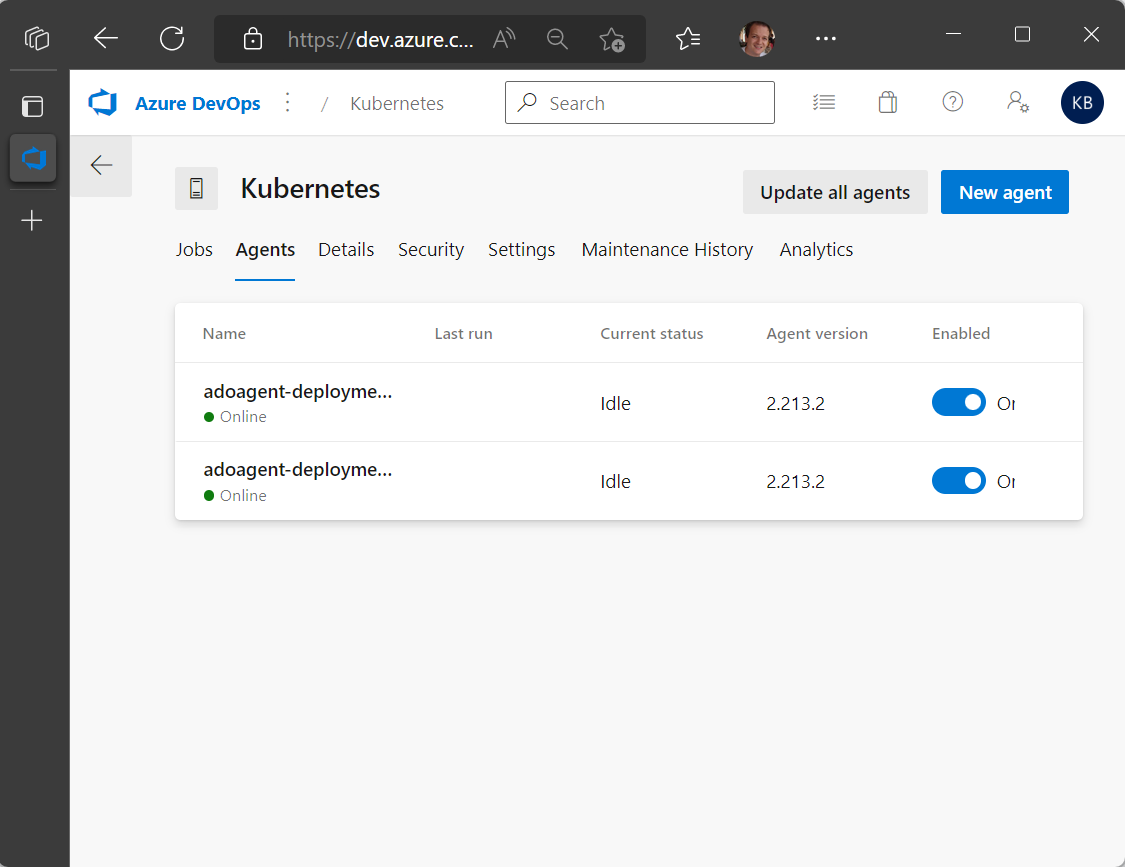 https://dev.azure.c...
Azure DevOps / Kubernetes Search KB
Kubernetes Update all agents New agent
Jobs Agents Details Security Settings Maintenance History Analytics
Name Last run Current status Agent version Enabled
adoagent-deployme... Idle 2.213.2
Online
adoagent-deployme... Idle 2.213.2
Online